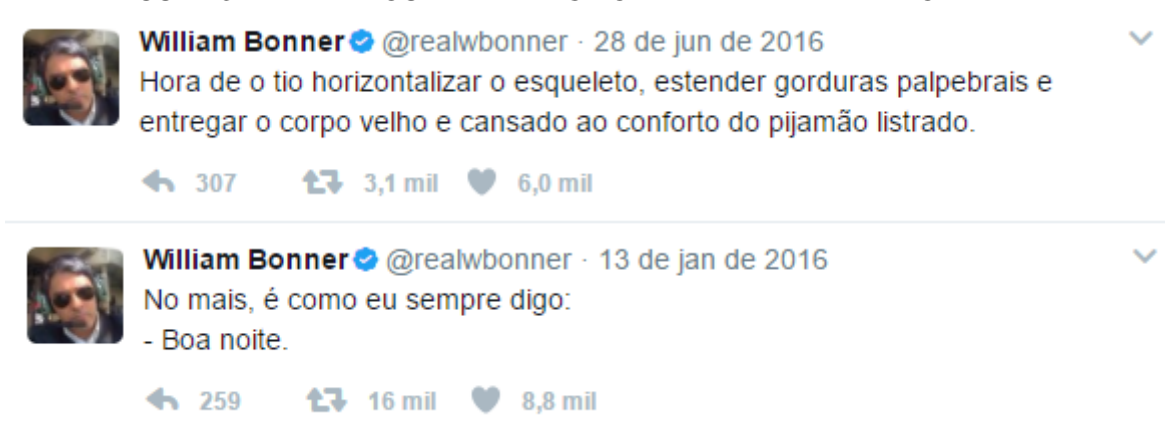 William Bonner @realwbonner · 28 de jun de 2016
Hora de o tio horizontalizar o esqueleto, estender gorduras palpebrais e
entregar o corpo velho e cansado ao conforto do pijamão listrado.
307 3,1 mil 6,0 mil
William Bonner @realwbonner · 13 de jan de 2016
No mais, é como eu sempre digo:
- Boa noite.
259 16 mil 8,8 mil